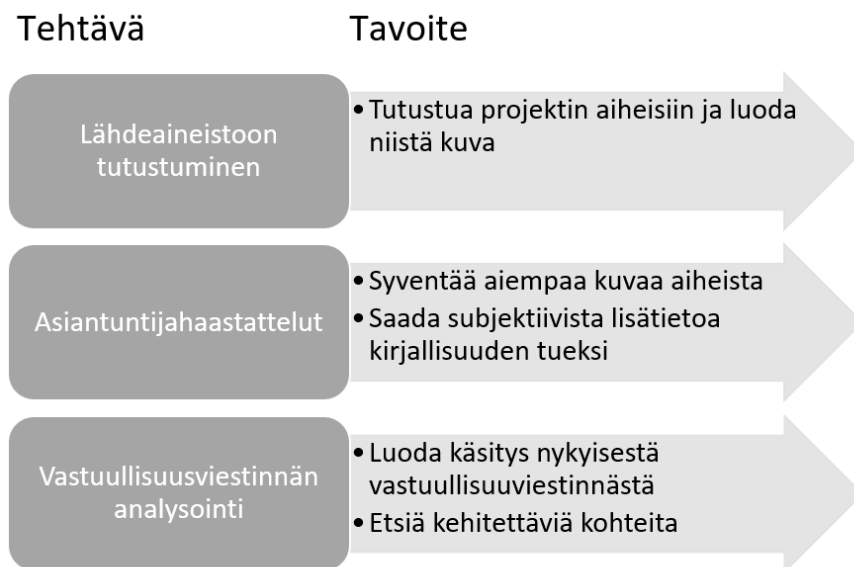 Tehtävä
Tavoite
Lähdeaineistoon
tutustuminen
• Tutustua projektin aiheisiin ja luoda
niistä kuva
Asiantuntijahaastattelut
• Syventää aiempaa kuvaa aiheista
• Saada subjektiivista lisätietoa
kirjallisuuden tueksi
Vastuullisuusviestinnän
analysointi
• Luoda käsitys nykyisestä
vastuullisuuviestinnästä
• Etsiä kehitettäviä kohteita